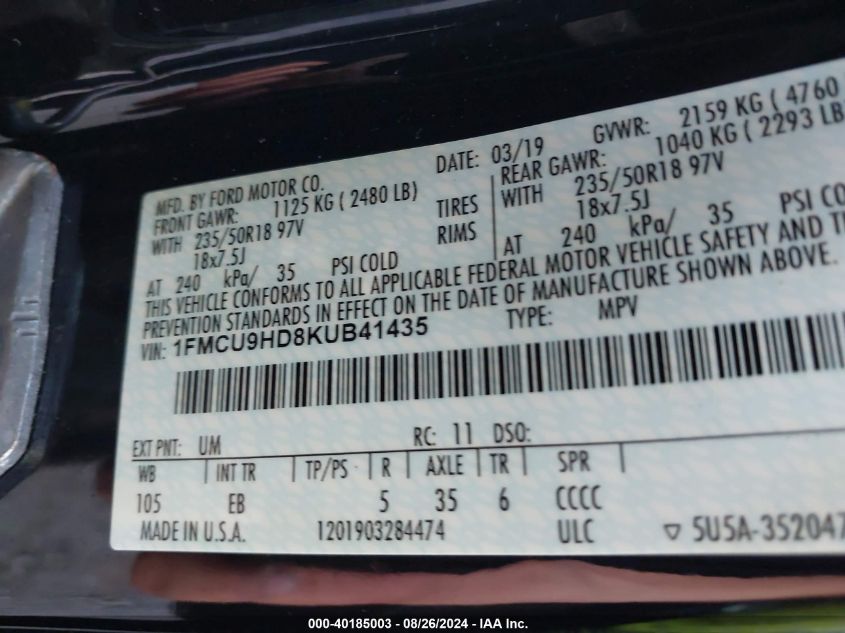 MFD. BY FORD MOTOR CO. DATE: 03/19 GVWR: 2159 KG ( 4760
FRONT GAWR: 1125 KG ( 2480 LB) REAR GAWR: 1040 KG ( 2293 LB
WITH 235/50R18 97V TIRES WITH 235/50R18 97V
18x7.5J RIMS 18x7.5J
AT 240 kPa/ 35 PSI COLD AT 240 kPa/ 35 PSI COL
THIS VEHICLE CONFORMS TO ALL APPLICABLE FEDERAL MOTOR VEHICLE SAFETY AND T
PREVENTION STANDARDS IN EFFECT ON THE DATE OF MANUFACTURE SHOWN ABOVE.
VIN: 1FMCU9HD8KUB41435 TYPE: MPV
EXT PNT: UM RC: 11 DSO:
WB INT TR TP/PS R AXLE TR SPR
105 EB 5 35 6 CCCC
MADE IN U.S.A. 1201903284474 ULC 5U5A-352047
000-40185003 - 08/26/2024 - IAA Inc.